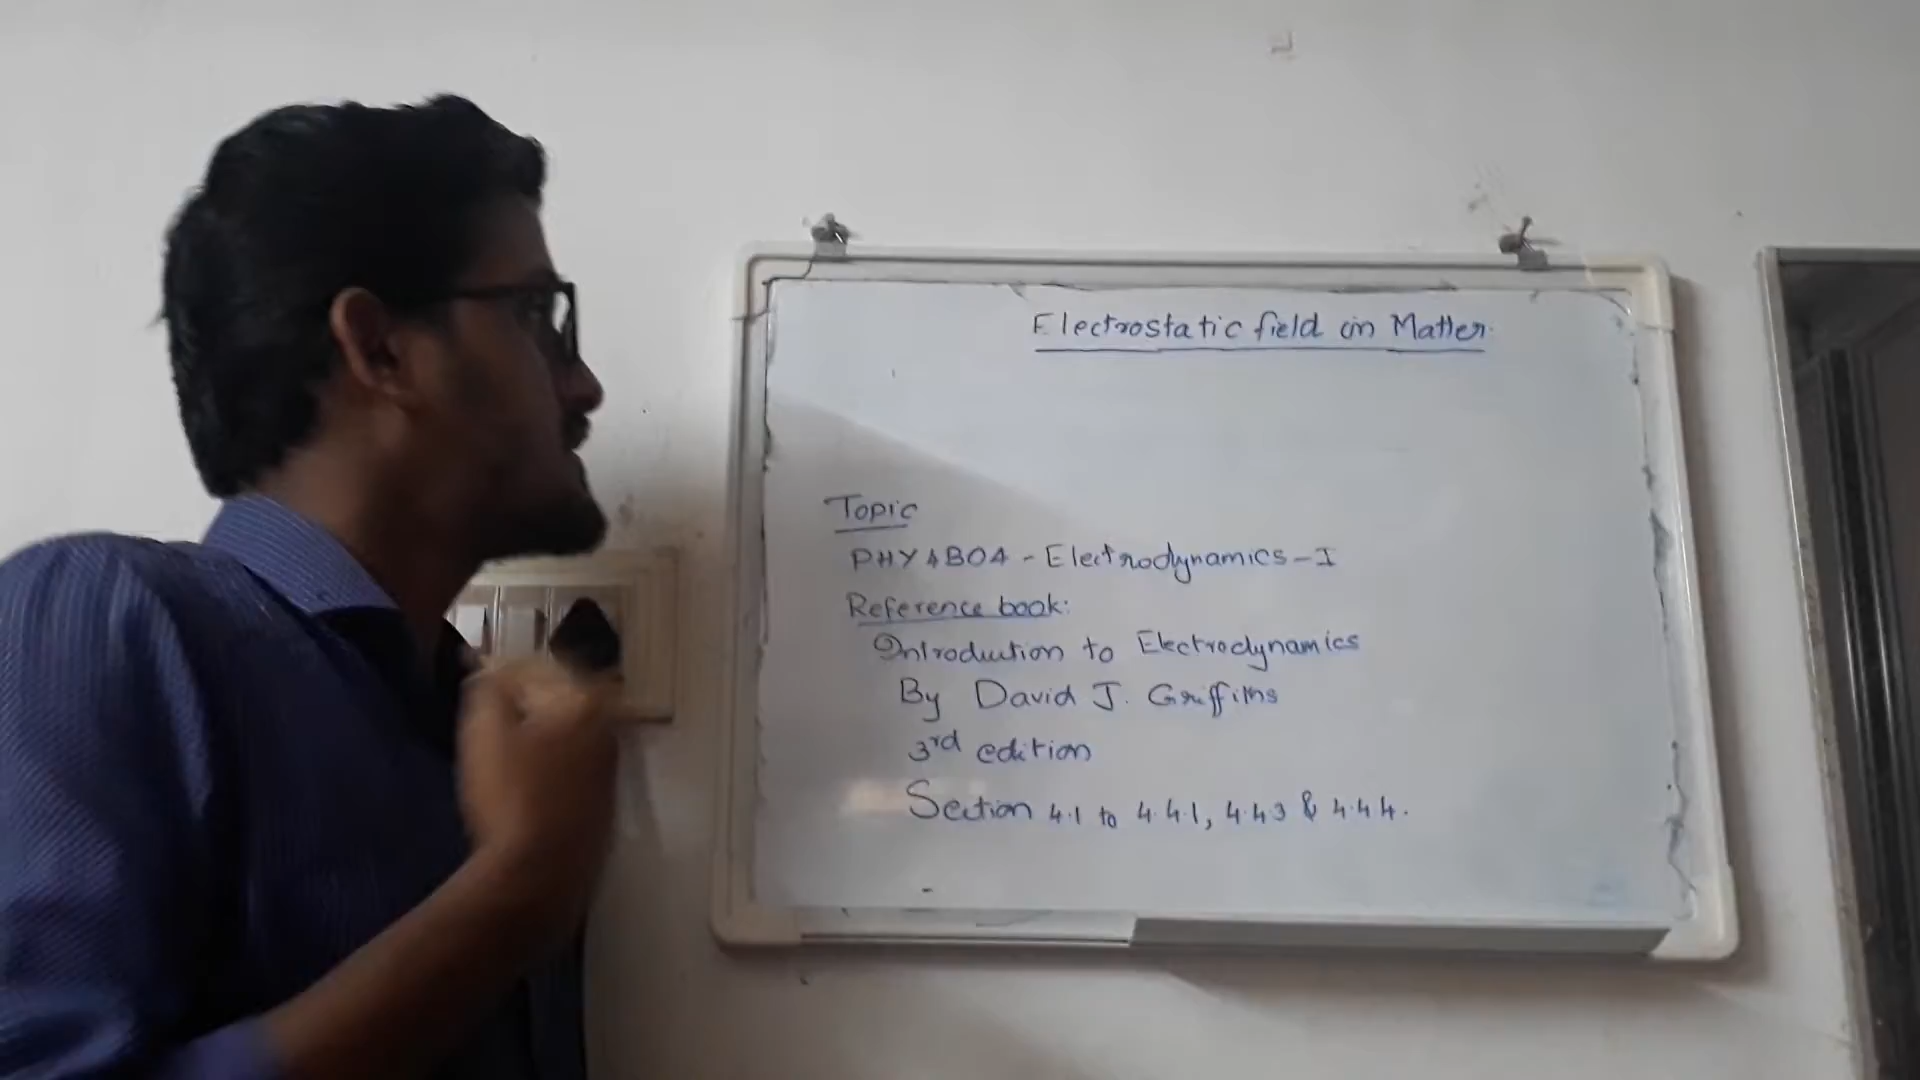 Electrostatic field in Matter.
Topic
PHY4B04 - Electrodynamics - I
Reference book:
Introduction to Electrodynamics
By David J. Griffiths
3rd edition
Section 4.1 to 4.4.1, 4.4.3 & 4.4.4.